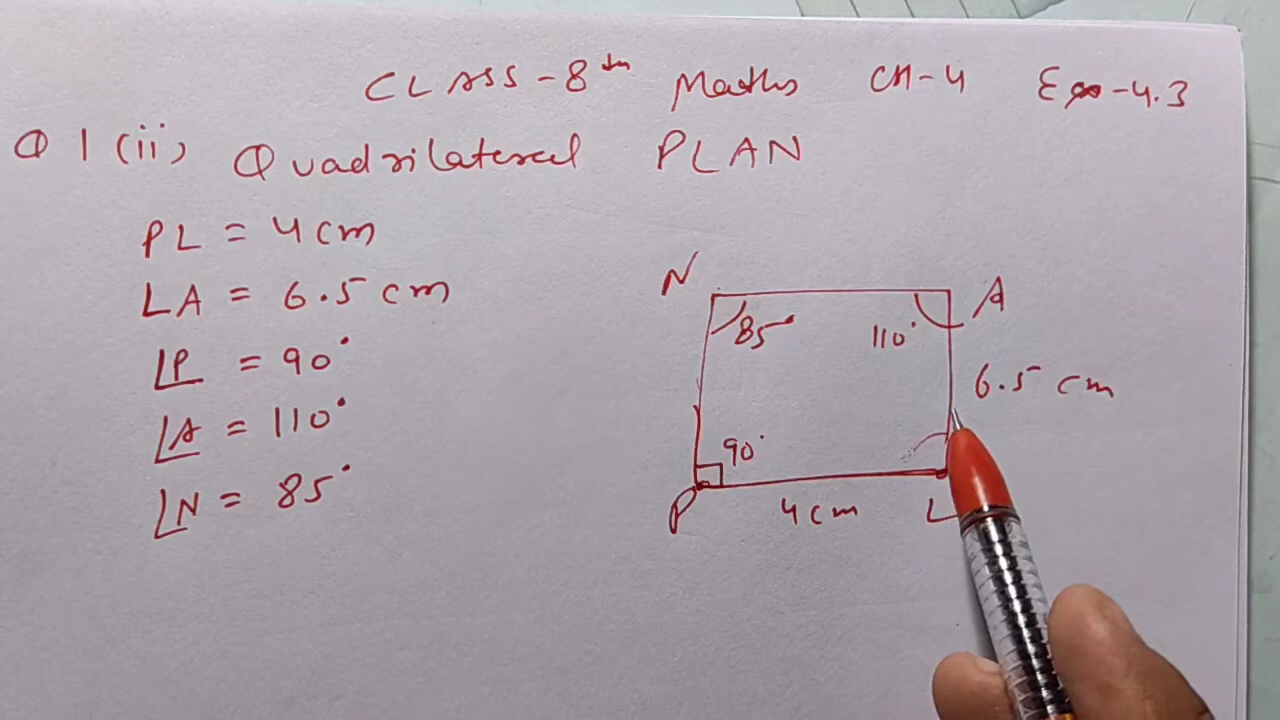 CLASS-8th Maths CH-4 Ex-4.3
Q 1 (ii) Quadrilateral PLAN
PL = 4 cm
LA = 6.5 cm
∠P = 90°
∠A = 110°
∠N = 85°
N A
85° 110°
6.5 cm
90°
P 4 cm L